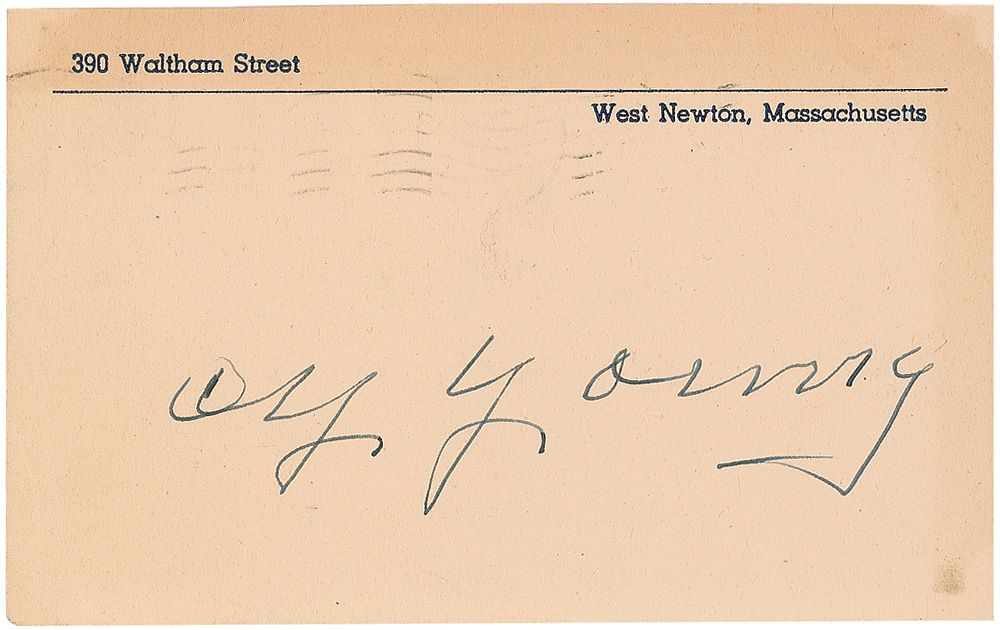 390 Waltham Street
West Newton, Massachusetts
Cy Young